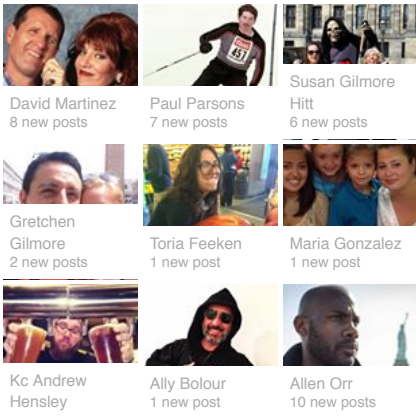 David Martinez
8 new posts
Paul Parsons
7 new posts
Susan Gilmore
Hitt
6 new posts
Gretchen
Gilmore
2 new posts
Toria Feeken
1 new post
Maria Gonzalez
1 new post
Kc Andrew
Hensley
Ally Bolour
1 new post
Allen Orr
10 new posts
451